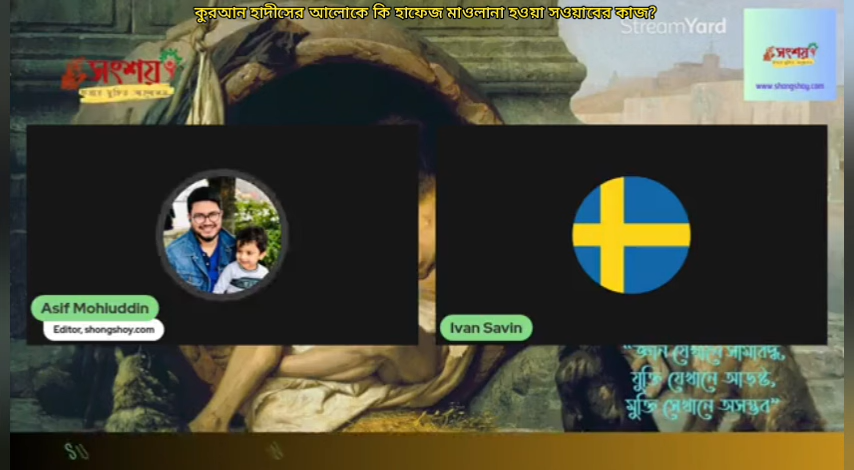 কুরআন হাদীসের আলোকে কি হাফেজ মাওলানা হওয়া সওয়াবের কাজ?
StreamYard
সংশয়
সংশয়
www.shongshoy.com
Asif Mohiuddin
Editor, shongshoy.com
Ivan Savin
"জ্ঞান যেখানে সীমাবদ্ধ,
যুক্তি যেখানে আড়ষ্ট,
মুক্তি সেখানে অসম্ভব"